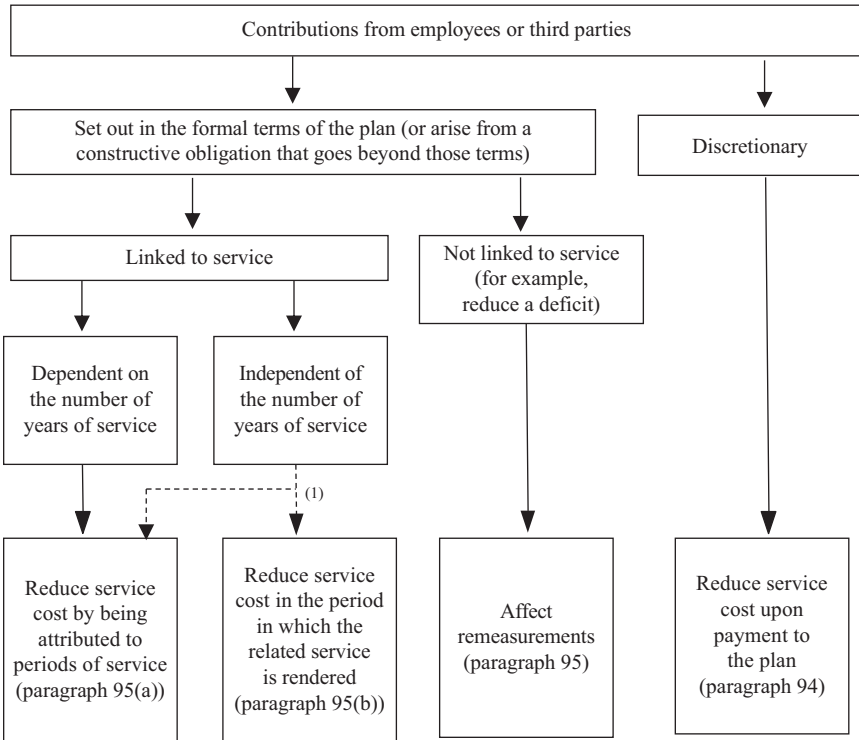 Contributions from employees or third parties
Set out in the formal terms of the plan (or arise from a
constructive obligation that goes beyond those terms)
Discretionary
Linked to service
Not linked to service
(for example,
reduce a deficit)
Dependent on
the number of
years of service
Independent of
the number of
years of service
(1)
Reduce service
cost by being
attributed to
periods of service
(paragraph 95(a))
Reduce service
cost in the period
in which the
related service
is rendered
(paragraph 95(b))
Affect
remeasurements
(paragraph 95)
Reduce service
cost upon
payment to
the plan
(paragraph 94)